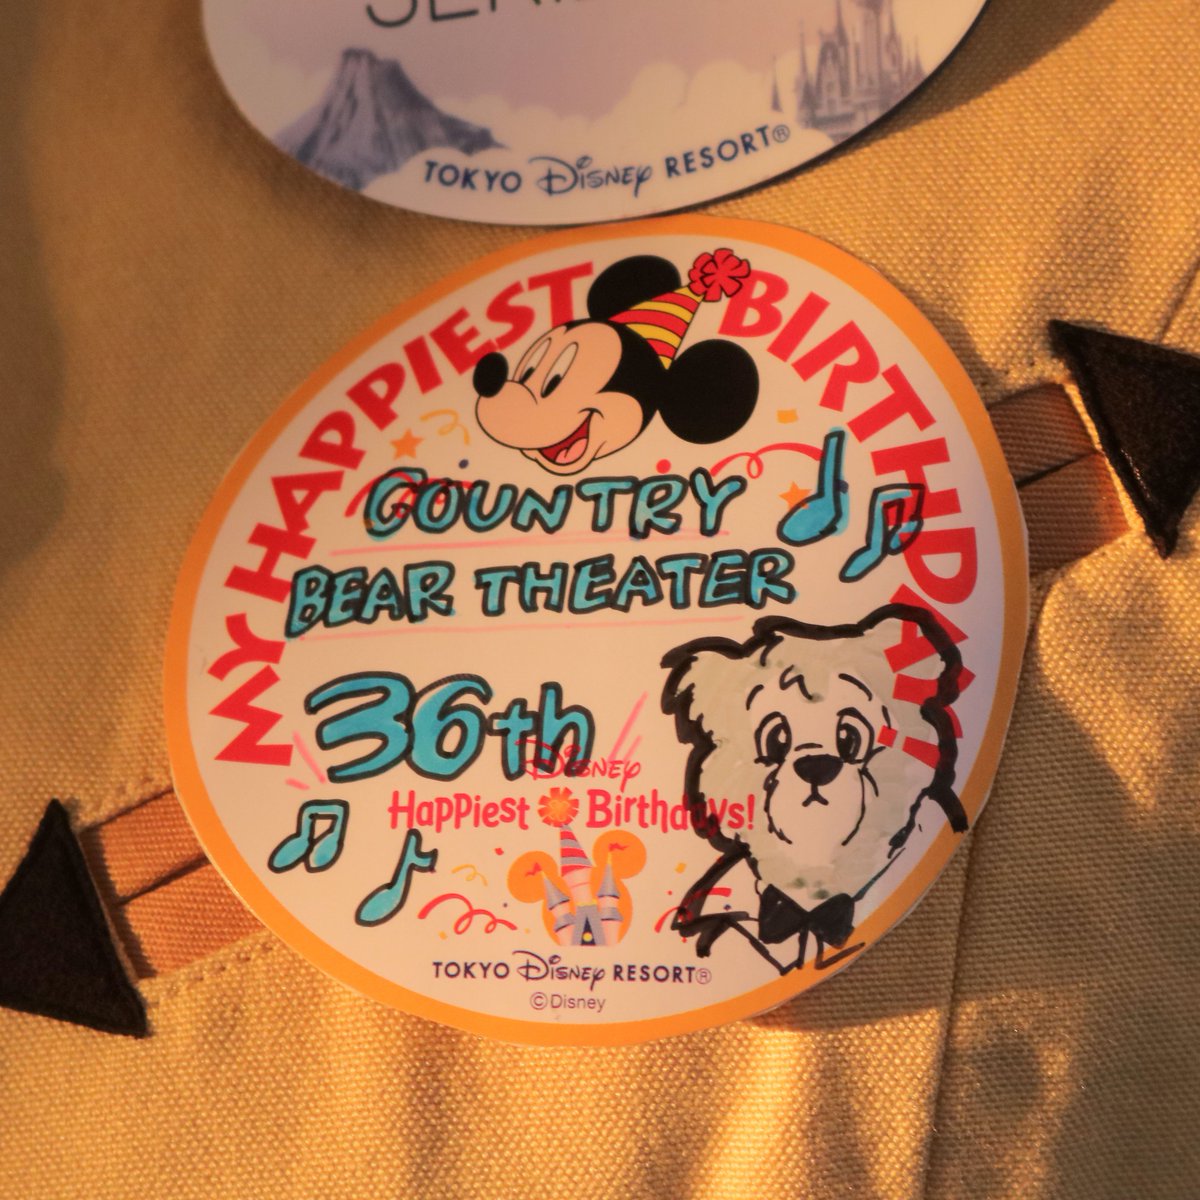 TOKYO Disney RESORT®
MY HAPPIEST BIRTHDAY!
COUNTRY
BEAR THEATER
36th
Disney
HaPPiest Birthdays!
TOKYO Disney RESORT®
©Disney